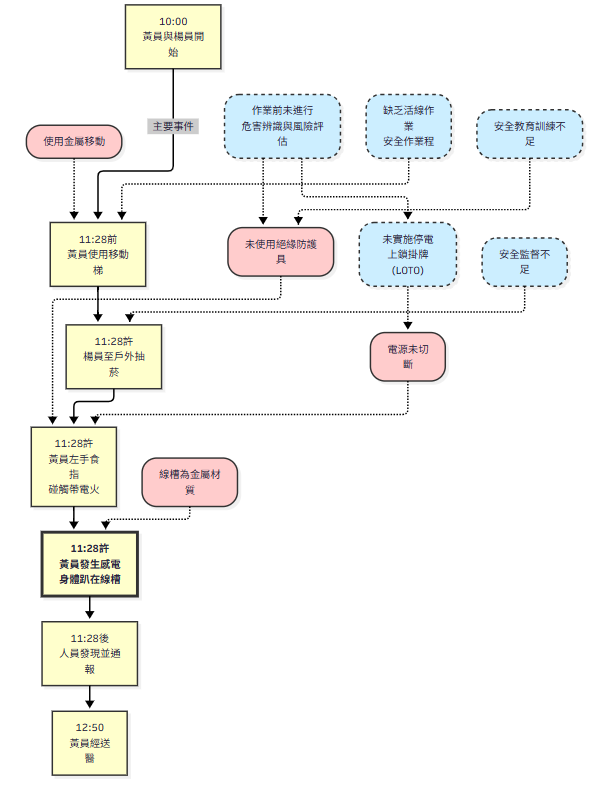 10:00
黃員與楊員開
始
主要事件
使用金屬移動
作業前未進行
危害辨識與風險評
估
缺乏活線作
業
安全作業程
安全教育訓練不
足
11:28前
黃員使用移動
梯
未使用絕緣防護
具
未實施停電
上鎖掛牌
(LOTO)
安全監督不
足
11:28許
楊員至戶外抽
菸
電源未切
斷
11:28許
黃員左手食
指
碰觸帶電火
線槽為金屬材
質
11:28許
黃員發生感電
身體趴在線槽
11:28後
人員發現並通
報
12:50
黃員經送
醫